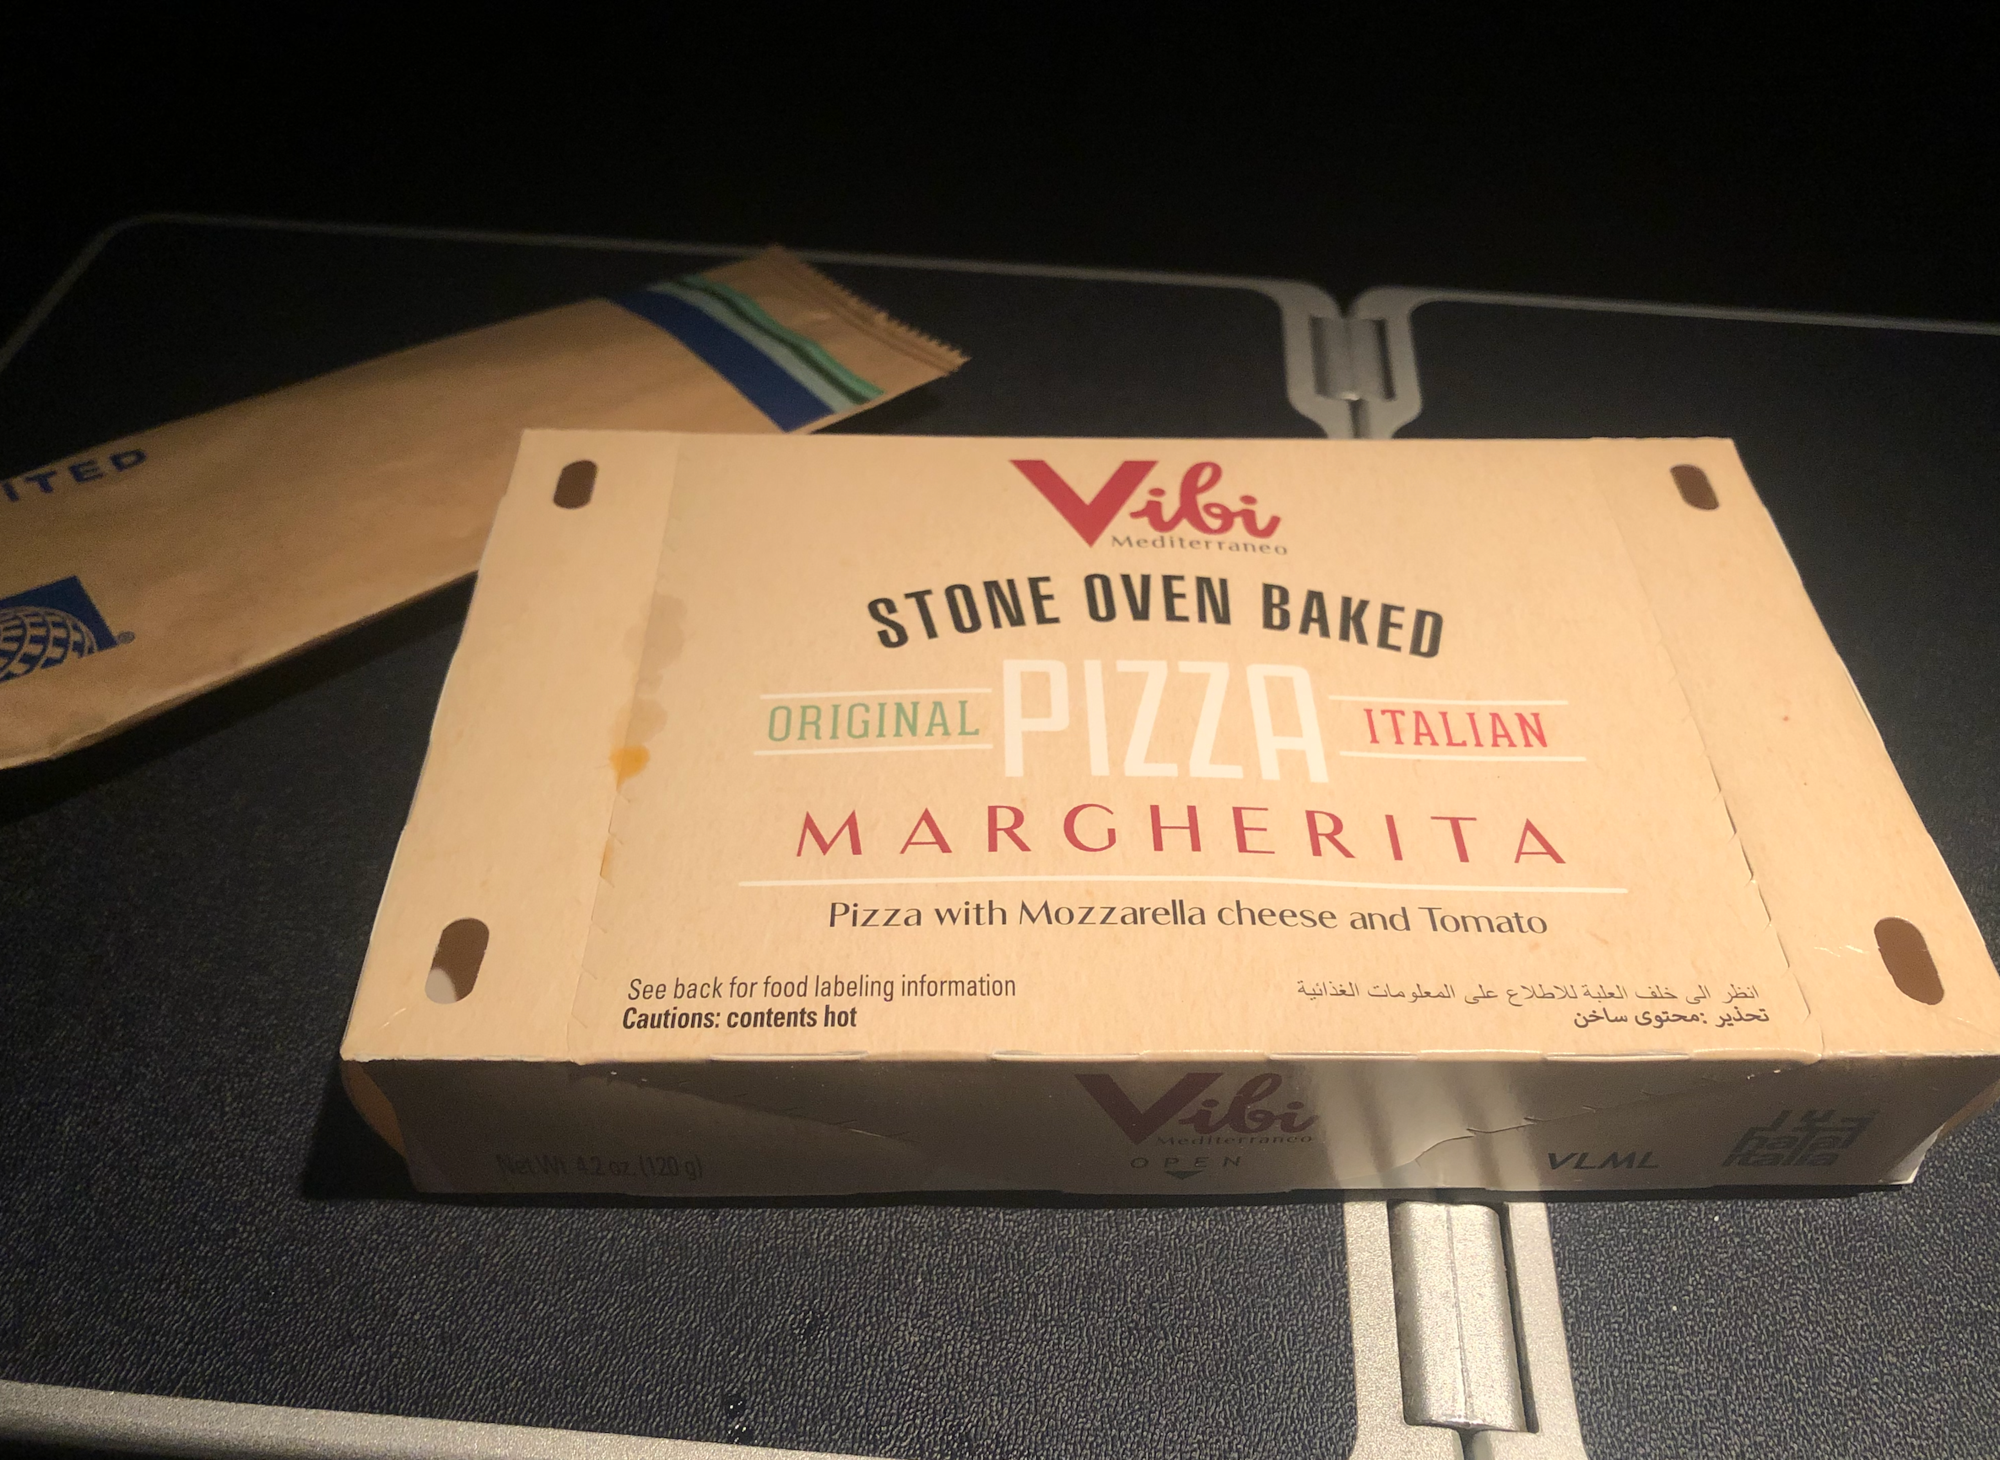 ITED
Vibi
Mediterraneo
STONE OVEN BAKED
ORIGINAL PIZZA ITALIAN
MARGHERITA
Pizza with Mozzarella cheese and Tomato
See back for food labeling information
Cautions: contents hot
انظر الى خلف العلبة للاطلاع على المعلومات الغذائية
تحذير :محتوى ساخن
Vibi
Mediterraneo
OPEN
Net Wt. 4.2 oz. (120 g)
VLML
halal
italia